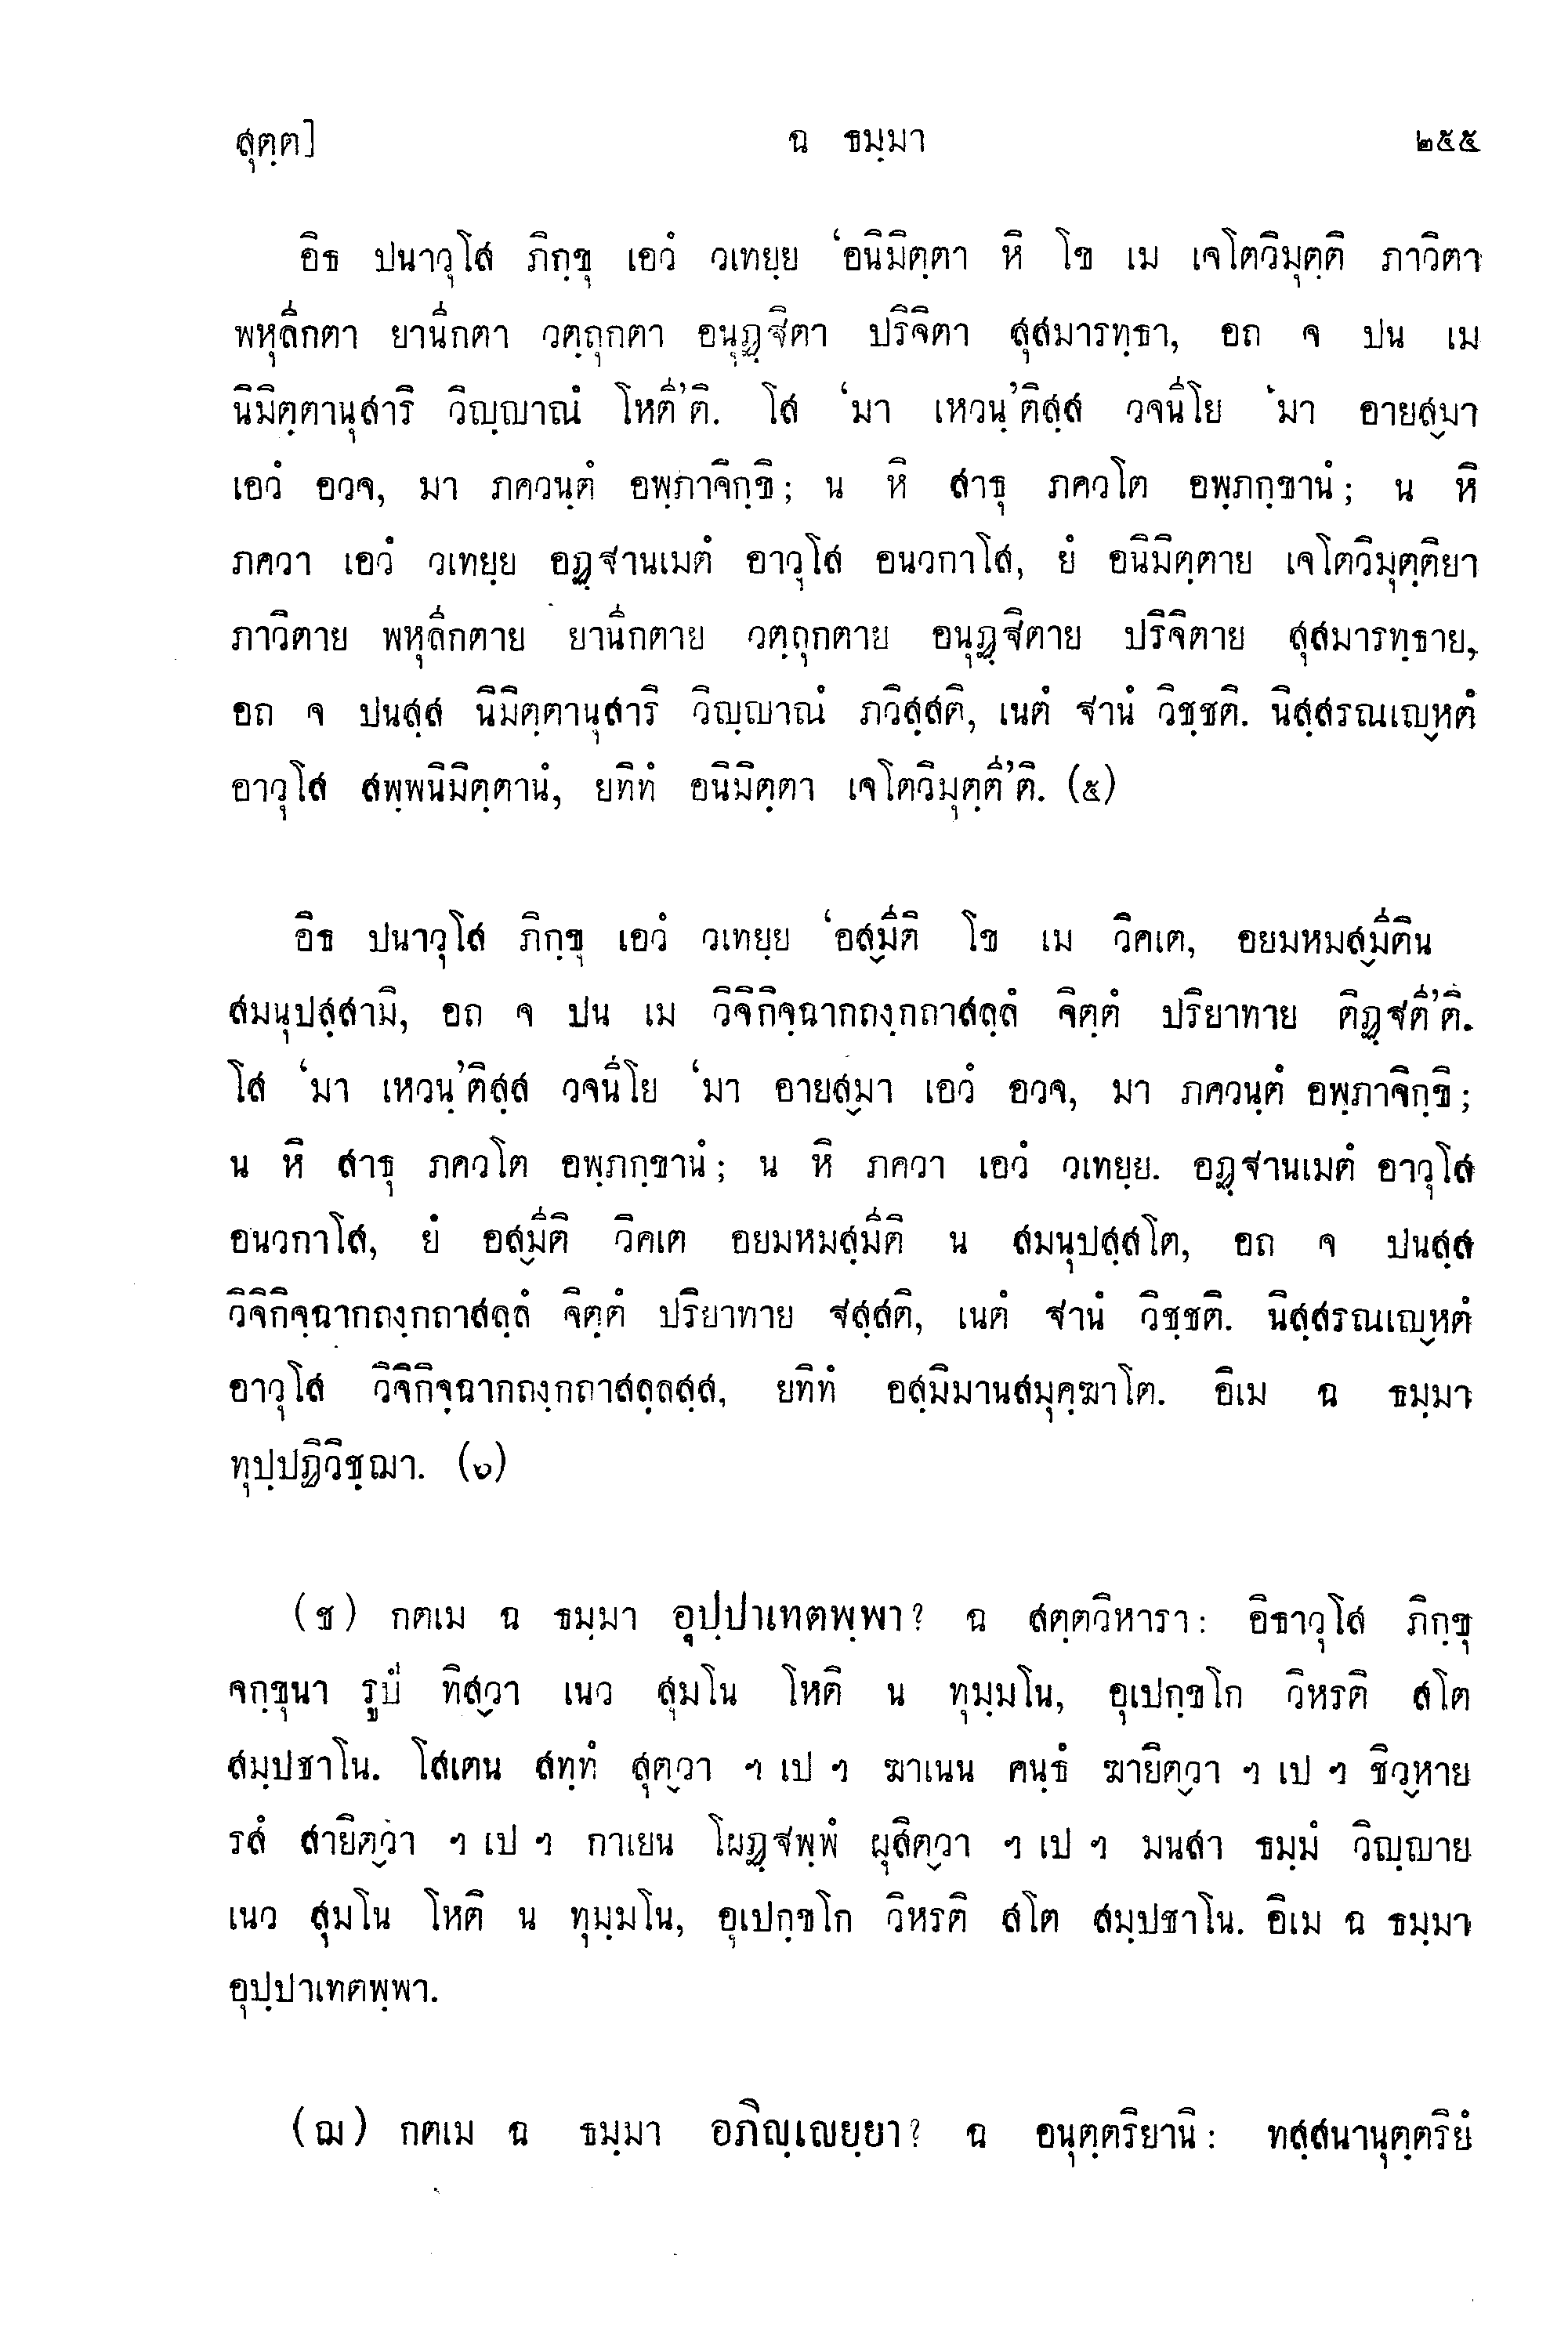 สุตฺต]	ฉ ธมฺมา	๒๕๕
อิธ ปนาวุโส ภิกฺขุ เอวํ วเทยฺย ‘อนิมิตฺตา หิ โข เม เจโตวิมุตฺติ ภาวิตา
พหุลีกตา ยานีกตา วตฺถุกตา อนุฏฺฐิตา ปริจิตา สุสมารทฺธา, อถ จ ปน เม
นิมิตฺตานุสาริ วิญฺญาณํ โหตี’ติ. โส ‘มา เหวนฺ’ติสฺส วจนีโย ‘มา อายสฺมา
เอวํ อวจ, มา ภควนฺตํ อพฺภาจิกฺขิ; น หิ สาธุ ภควโต อพฺภกฺขานํ; น หิ
ภควา เอวํ วเทยฺย อฏฺฐานเมตํ อาวุโส อนวกาโส, ยํ อนิมิตฺตาย เจโตวิมุตฺติยา
ภาวิตาย พหุลีกตาย ยานีกตาย วตฺถุกตาย อนุฏฺฐิตาย ปริจิตาย สุสมารทฺธาย,
อถ จ ปนสฺส นิมิตฺตานุสาริ วิญฺญาณํ ภวิสฺสติ, เนตํ ฐานํ วิชฺชติ. นิสฺสรณเญฺหตํ
อาวุโส สพฺพนิมิตฺตานํ, ยทิทํ อนิมิตฺตา เจโตวิมุตฺตี’ติ. (๕)
อิธ ปนาวุโส ภิกฺขุ เอวํ วเทยฺย ‘อสฺมีติ โข เม วิคเต, อยมหมสฺมีติ น
สมนุปสฺสามิ, อถ จ ปน เม วิจิกิจฺฉากถงฺกถาสลฺลํ จิตฺตํ ปริยาทาย ติฏฺฐตี’ติ.
โส ‘มา เหวนฺ’ติสฺส วจนีโย ‘มา อายสฺมา เอวํ อวจ, มา ภควนฺตํ อพฺภาจิกฺขิ;
น หิ สาธุ ภควโต อพฺภกฺขานํ; น หิ ภควา เอวํ วเทยฺย. อฏฺฐานเมตํ อาวุโส
อนวกาโส, ยํ อสฺมีติ วิคเต อยมหมสฺมีติ น สมนุปสฺสโต, อถ จ ปนสฺส
วิจิกิจฺฉากถงฺกถาสลฺลํ จิตฺตํ ปริยาทาย ฐสฺสติ, เนตํ ฐานํ วิชฺชติ. นิสฺสรณเญฺหตํ
อาวุโส วิจิกิจฺฉากถงฺกถาสลฺลสฺส, ยทิทํ อสฺมิมานสมุคฺฆาโต. อิเม ฉ ธมฺมา
ทุปฺปฏิวิชฺฌา. (๖)
(ช) กตเม ฉ ธมฺมา อุปฺปาเทตพฺพา? ฉ สตฺตวิหารา: อิธาวุโส ภิกฺขุ
จกฺขุนา รูปํ ทิสฺวา เนว สุมโน โหติ น ทุมฺมโน, อุเปกฺขโก วิหรติ สโต
สมฺปชาโน. โสเตน สทฺทํ สุตฺวา ฯ เป ฯ ฆาเนน คนฺธํ ฆายิตฺวา ฯ เป ฯ ชิวฺหาย
รสํ สายิตฺวา ฯ เป ฯ กาเยน โผฏฺฐพฺพํ ผุสิตฺวา ฯ เป ฯ มนสา ธมฺมํ วิญฺญาย
เนว สุมโน โหติ น ทุมฺมโน, อุเปกฺขโก วิหรติ สโต สมฺปชาโน. อิเม ฉ ธมฺมา
อุปฺปาเทตพฺพา.
(ฌ) กตเม ฉ ธมฺมา อภิญฺเญยฺยา? ฉ อนุตฺตริยานิ: ทสฺสนานุตฺตริยํ